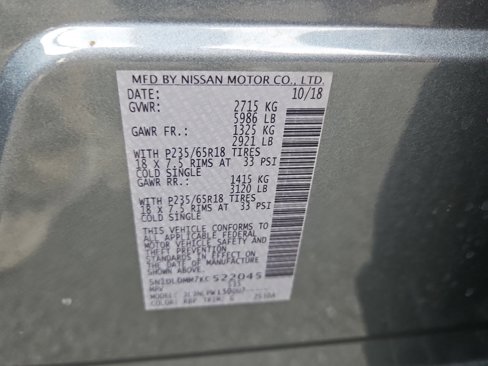 MFD BY NISSAN MOTOR CO., LTD.
DATE: 10/18
GVWR: 2715 KG
5986 LB
GAWR FR.: 1325 KG
2921 LB
WITH P235/65R18 TIRES
18 X 7.5 RIMS AT 33 PSI
COLD SINGLE
GAWR RR.: 1415 KG
3120 LB
WITH P235/65R18 TIRES
18 X 7.5 RIMS AT 33 PSI
COLD SINGLE
THIS VEHICLE CONFORMS TO
ALL APPLICABLE FEDERAL
MOTOR VEHICLE SAFETY AND
THEFT PREVENTION
STANDARDS IN EFFECT ON
THE DATE OF MANUFACTURE
SHOWN ABOVE.
522045
MPV
MODEL:
COLOR: TRIM: G